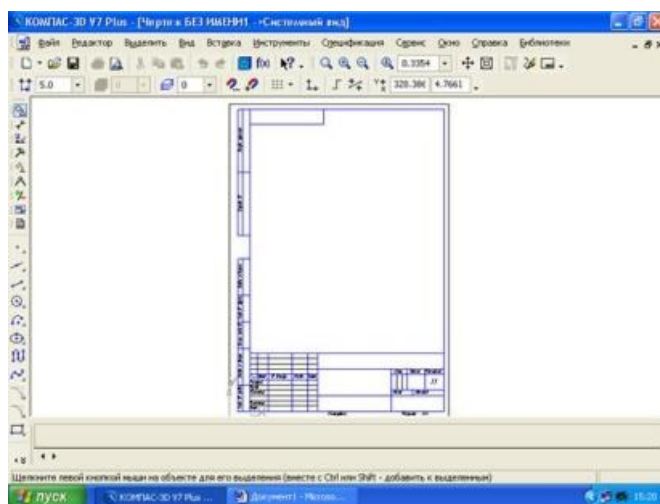 КОМПАС-3D V7 Plus - [Чертеж БЕЗ ИМЕНИ1 ->Системный вид]
Файл Редактор Выделить Вид Вставка Инструменты Спецификация Сервис Окно Справка Библиотеки
f(x) 0.3354
5.0 0 328.386 4.7661
Щелкните левой кнопкой мыши на объекте для его выделения (вместе с Ctrl или Shift - добавить к выделенным)
пуск КОМПАС-3D V7 Plus ... Документ1 - Microso... 15:20